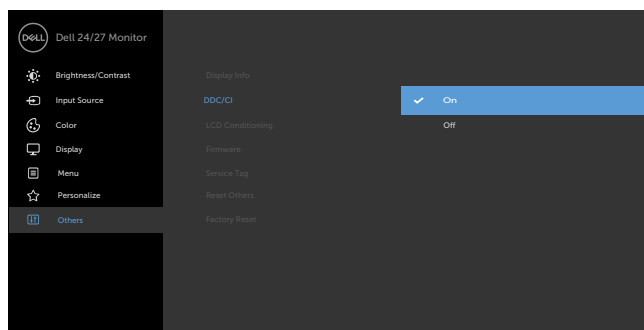 DELL
Dell 24/27 Monitor
Brightness/Contrast
Display Info
Input Source
DDC/CI
On
Color
LCD Conditioning
Off
Display
Firmware
Menu
Service Tag
Personalize
Reset Others
Others
Factory Reset